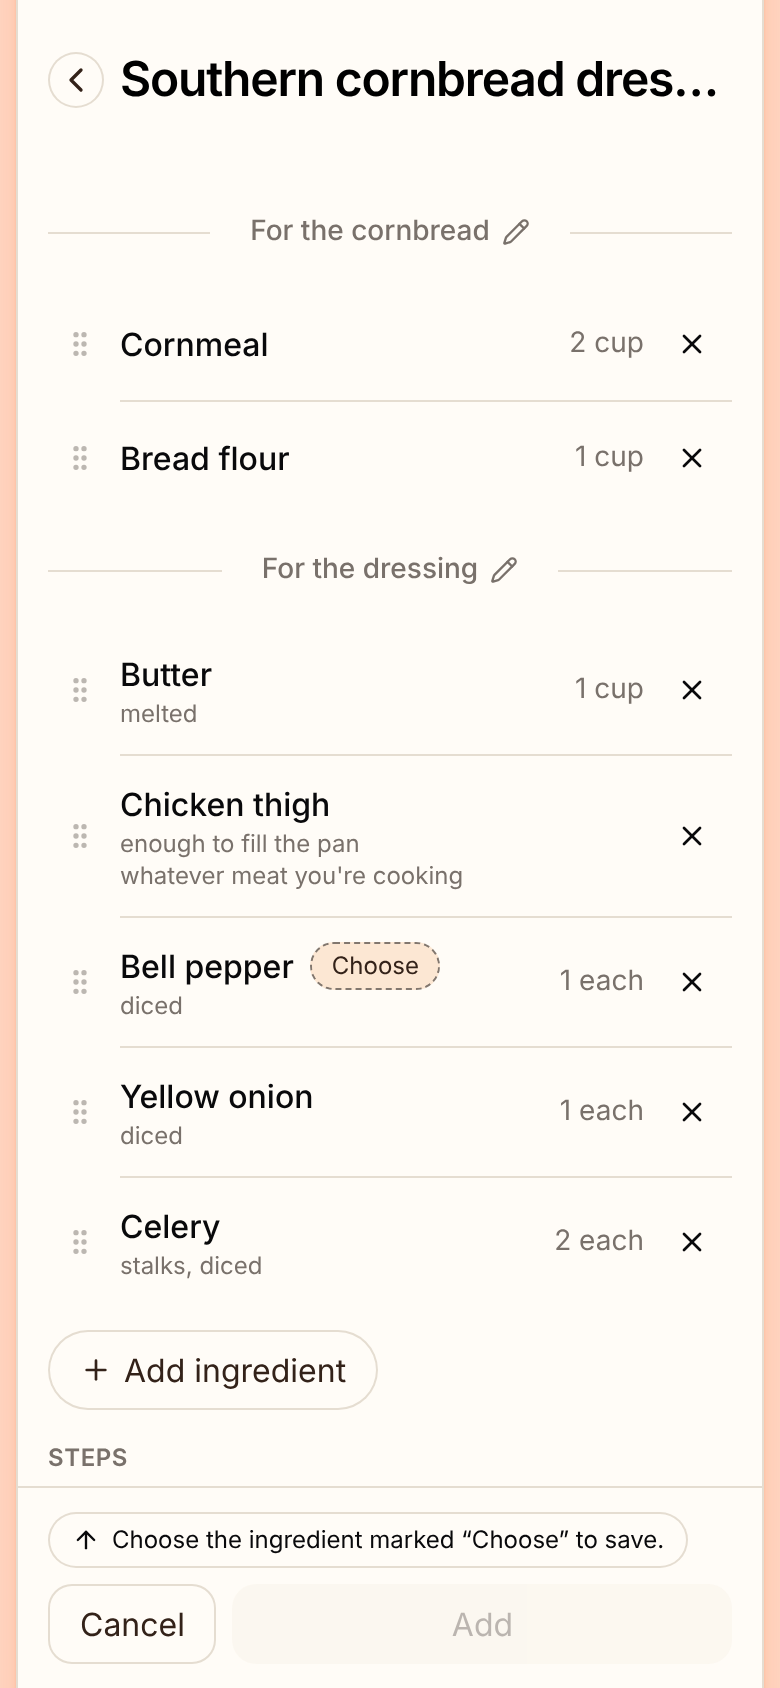 Southern cornbread dres...
For the cornbread
Cornmeal
2 cup
Bread flour
1 cup
For the dressing
Butter
melted
1 cup
Chicken thigh
enough to fill the pan
whatever meat you're cooking
Bell pepper
Choose
diced
1 each
Yellow onion
diced
1 each
Celery
stalks, diced
2 each
Add ingredient
STEPS
Choose the ingredient marked “Choose” to save.
Cancel
Add